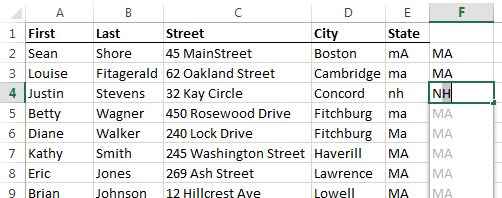 A B C D E F
1 First Last Street City State
2 Sean Shore 45 MainStreet Boston mA MA
3 Louise Fitagerald 62 Oakland Street Cambridge ma MA
4 Justin Stevens 32 Kay Circle Concord nh NH
5 Betty Wagner 450 Rosewood Drive Fitchburg ma MA
6 Diane Walker 240 Lock Drive Fitchburg Ma MA
7 Kathy Smith 245 Washington Street Haverill MA MA
8 Eric Jones 269 Ash Street Lawrence MA MA
9 Brian Johnson 12 Hillcrest Ave Lowell MA MA